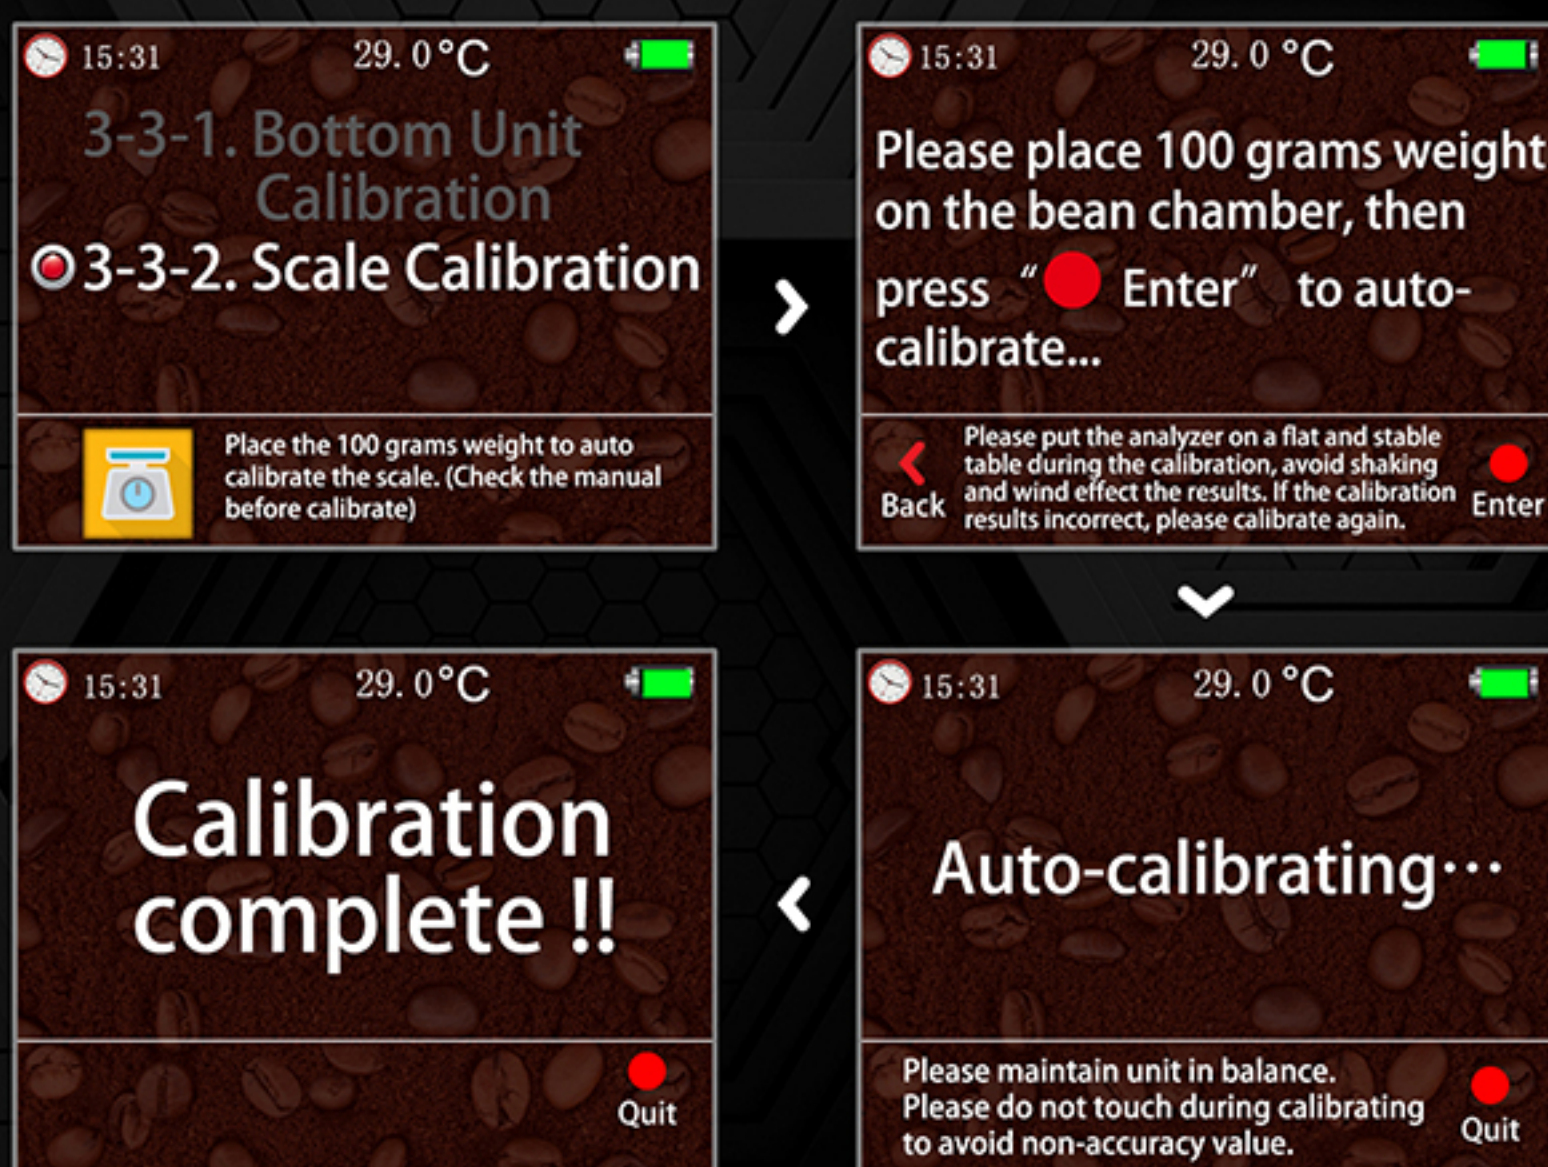 15:31
29.0°C
3-3-1. Bottom Unit
Calibration
3-3-2. Scale Calibration
Place the 100 grams weight to auto
calibrate the scale. (Check the manual
before calibrate)
15:31
29.0°C
Please place 100 grams weight
on the bean chamber, then
press “ Enter” to auto-
calibrate...
Back
Please put the analyzer on a flat and stable
table during the calibration, avoid shaking
and wind effect the results. If the calibration
results incorrect, please calibrate again.
Enter
15:31
29.0°C
Auto-calibrating···
Please maintain unit in balance.
Please do not touch during calibrating
to avoid non-accuracy value.
Quit
15:31
29.0°C
Calibration
complete !!
Quit